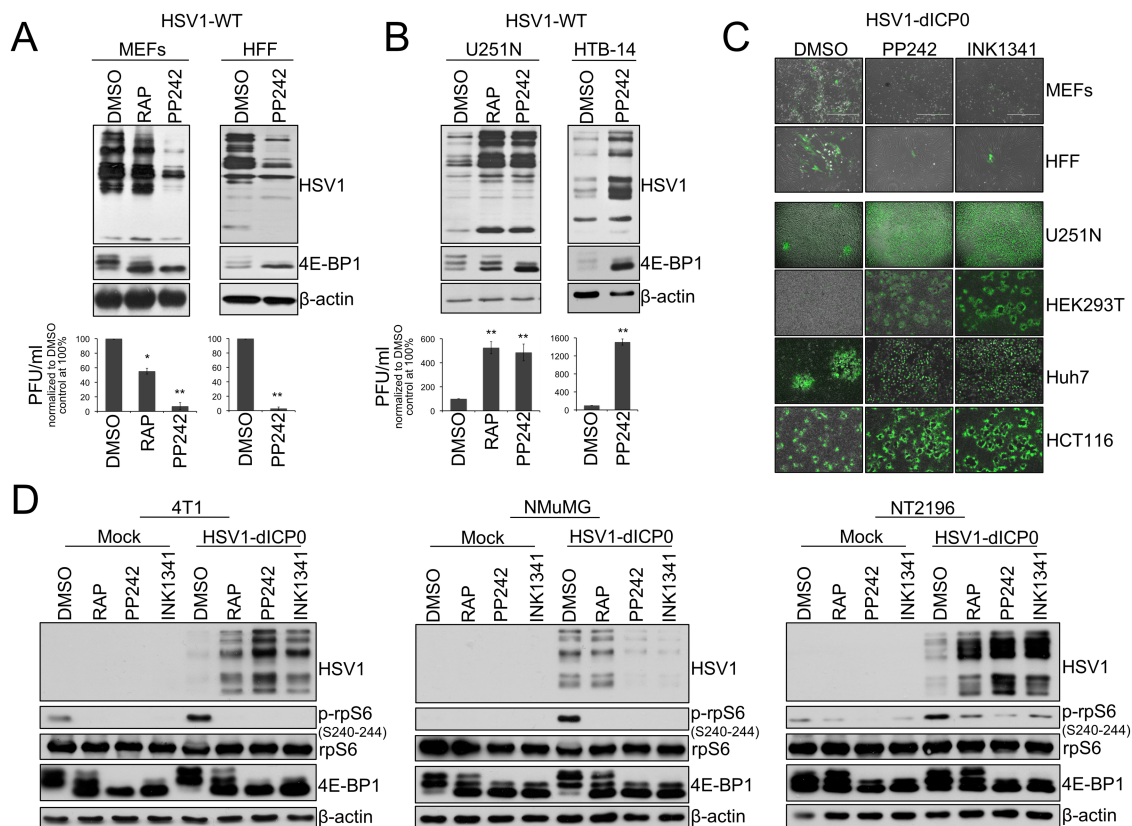 A
HSV1-WT
MEFs
HFF
DMSO
RAP
PP242
DMSO
PP242
HSV1
4E-BP1
β-actin
PFU/ml
normalized to DMSO
control at 100%
100
80
60
40
20
0
*
**
DMSO
RAP
PP242
100
80
60
40
20
0
**
DMSO
PP242
B
HSV1-WT
U251N
HTB-14
DMSO
RAP
PP242
DMSO
PP242
HSV1
4E-BP1
β-actin
PFU/ml
normalized to DMSO
control at 100%
600
400
200
0
**
**
DMSO
RAP
PP242
1600
1200
800
400
0
**
DMSO
PP242
C
HSV1-dICP0
DMSO
PP242
INK1341
MEFs
HFF
U251N
HEK293T
Huh7
HCT116
D
4T1
Mock
HSV1-dICP0
DMSO
RAP
PP242
INK1341
DMSO
RAP
PP242
INK1341
HSV1
p-rpS6
(S240-244)
rpS6
4E-BP1
β-actin
NMuMG
Mock
HSV1-dICP0
DMSO
RAP
PP242
INK1341
DMSO
RAP
PP242
INK1341
HSV1
p-rpS6
(S240-244)
rpS6
4E-BP1
β-actin
NT2196
Mock
HSV1-dICP0
DMSO
RAP
PP242
INK1341
DMSO
RAP
PP242
INK1341
HSV1
p-rpS6
(S240-244)
rpS6
4E-BP1
β-actin